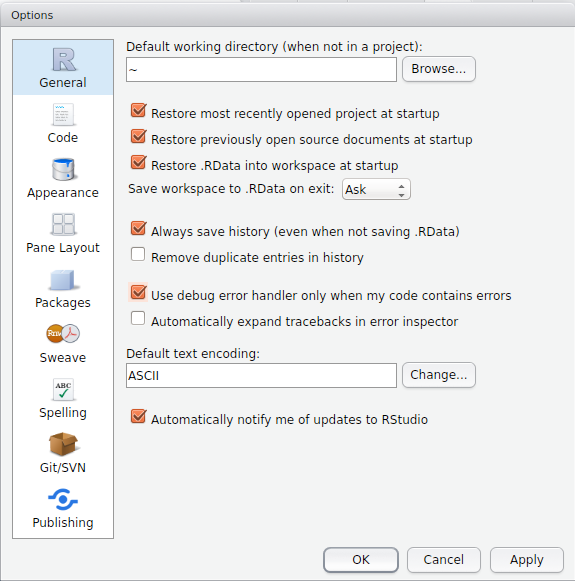 Options
R
General
Code
Appearance
Pane Layout
Packages
Rnw
Sweave
ABC
Spelling
Git/SVN
Publishing
Default working directory (when not in a project):
~
Browse...
Restore most recently opened project at startup
Restore previously open source documents at startup
Restore .RData into workspace at startup
Save workspace to .RData on exit: Ask
Always save history (even when not saving .RData)
Remove duplicate entries in history
Use debug error handler only when my code contains errors
Automatically expand tracebacks in error inspector
Default text encoding:
ASCII
Change...
Automatically notify me of updates to RStudio
OK
Cancel
Apply